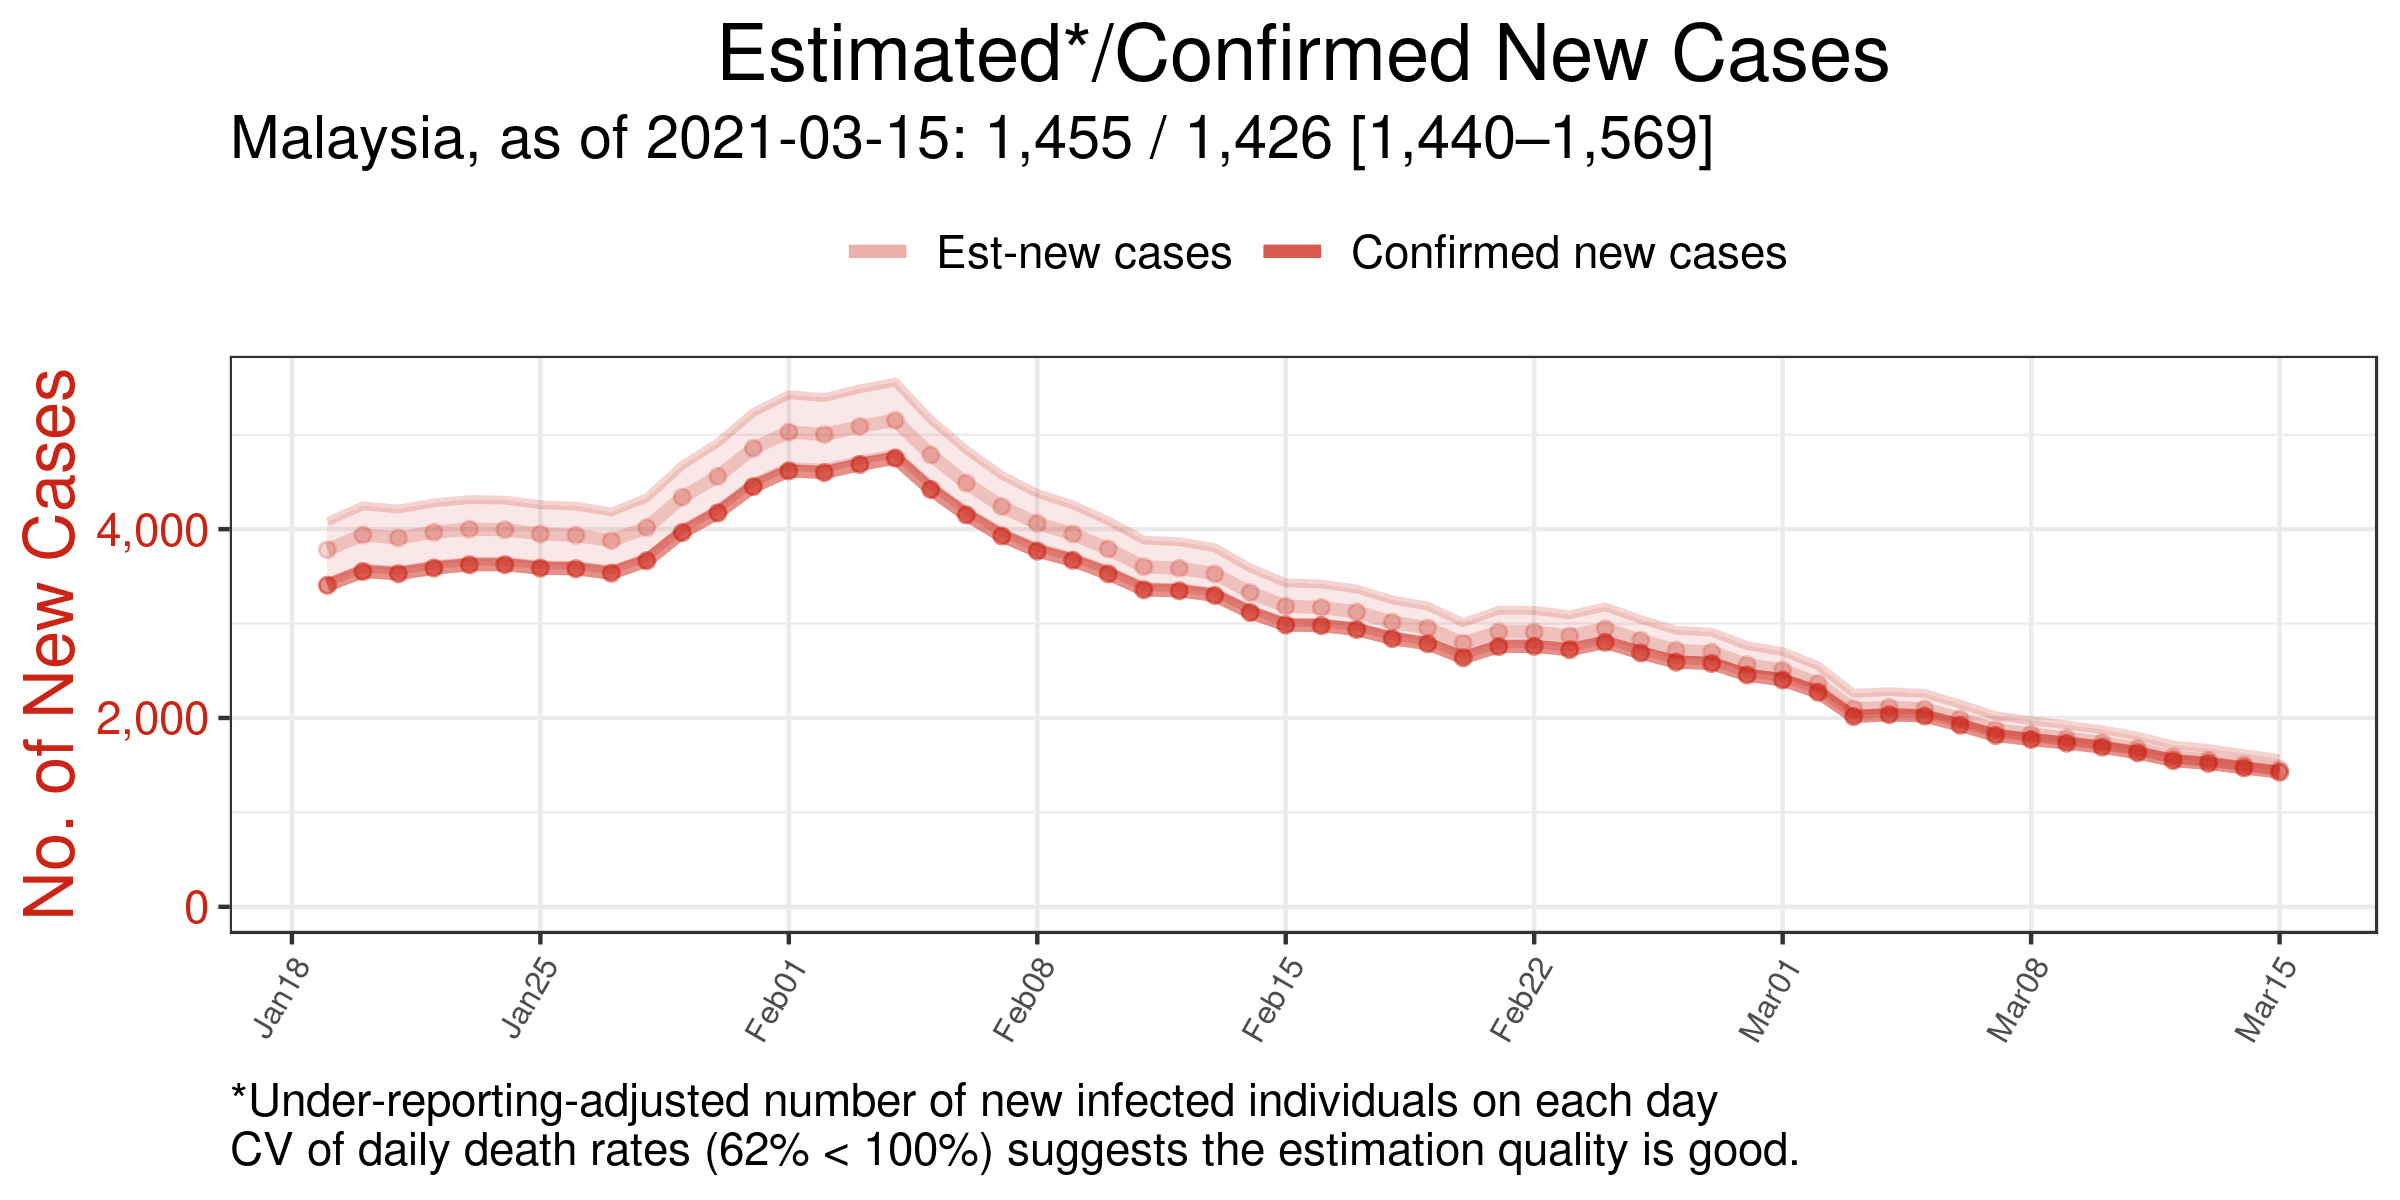 Estimated*/Confirmed New Cases
Malaysia, as of 2021-03-15: 1,455 / 1,426 [1,440–1,569]
Est-new cases Confirmed new cases
No. of New Cases
4,000
2,000
0
Jan18 Jan25 Feb01 Feb08 Feb15 Feb22 Mar01 Mar08 Mar15
*Under-reporting-adjusted number of new infected individuals on each day
CV of daily death rates (62% < 100%) suggests the estimation quality is good.